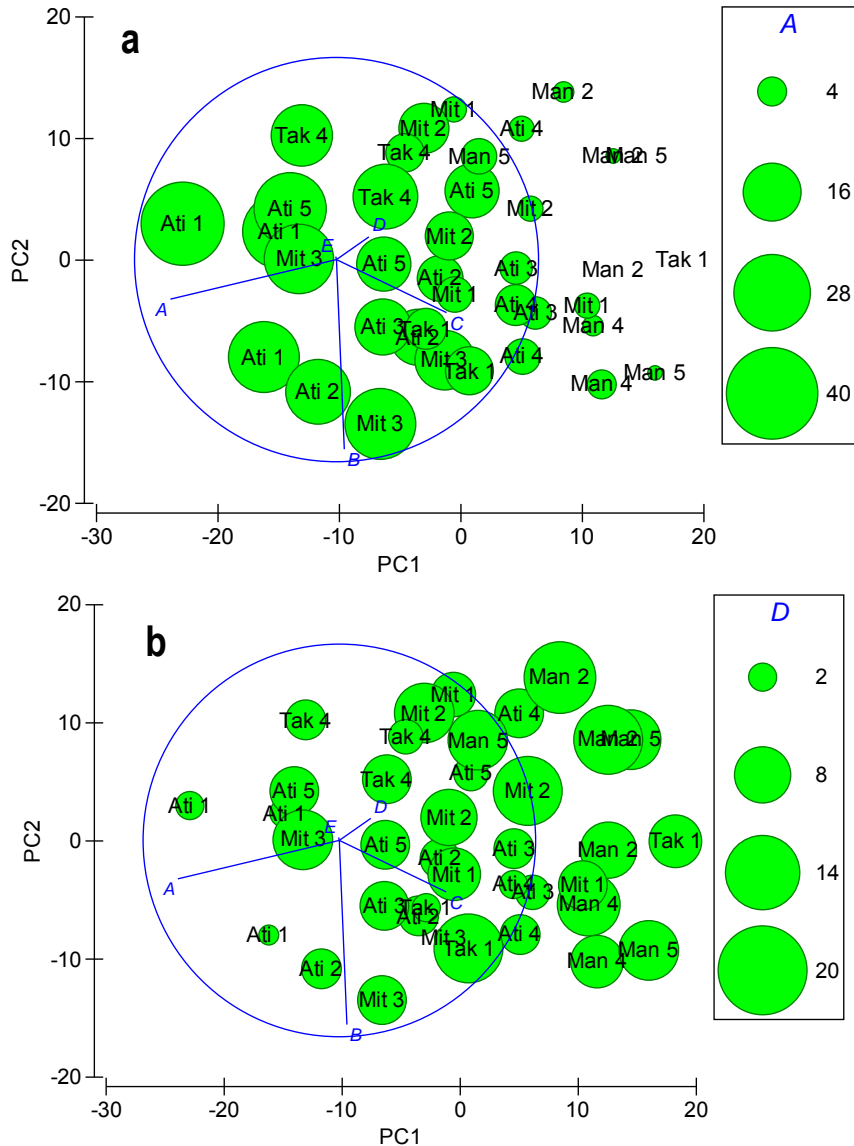 a
A
20
10
0
-10
-20
PC2
-30
-20
-10
0
10
20
PC1
Man 2
Mit 1
Mit 2
Ati 4
Tak 4
Tak 4
Man 5
Man 2
Man 5
Tak 4
Ati 5
Ati 5
Mit 2
Ati 1
Ati 1
D
Mit 2
E
Mit 3
Ati 5
Ati 3
Man 2
Tak 1
Ati 2
Mit 1
A
Ati 4
Mit 1
Ati 3
C
Man 4
Ati 3
Tak 1
Ati 2
Ati 1
Mit 3
Ati 4
Tak 1
Man 5
Man 4
Ati 2
Mit 3
B
4
16
28
40
b
D
20
10
0
-10
-20
PC2
-30
-20
-10
0
10
20
PC1
Man 2
Mit 1
Mit 2
Ati 4
Tak 4
Tak 4
Man 5
Man 2
Man 5
Tak 4
Ati 5
Ati 5
Mit 2
Ati 1
Ati 1
D
Mit 2
E
Mit 3
Ati 5
Ati 3
Man 2
Tak 1
Ati 2
Mit 1
A
Ati 4
Mit 1
Ati 3
C
Man 4
Ati 3
Tak 1
Ati 2
Ati 1
Mit 3
Ati 4
Tak 1
Man 5
Man 4
Ati 2
Mit 3
B
2
8
14
20